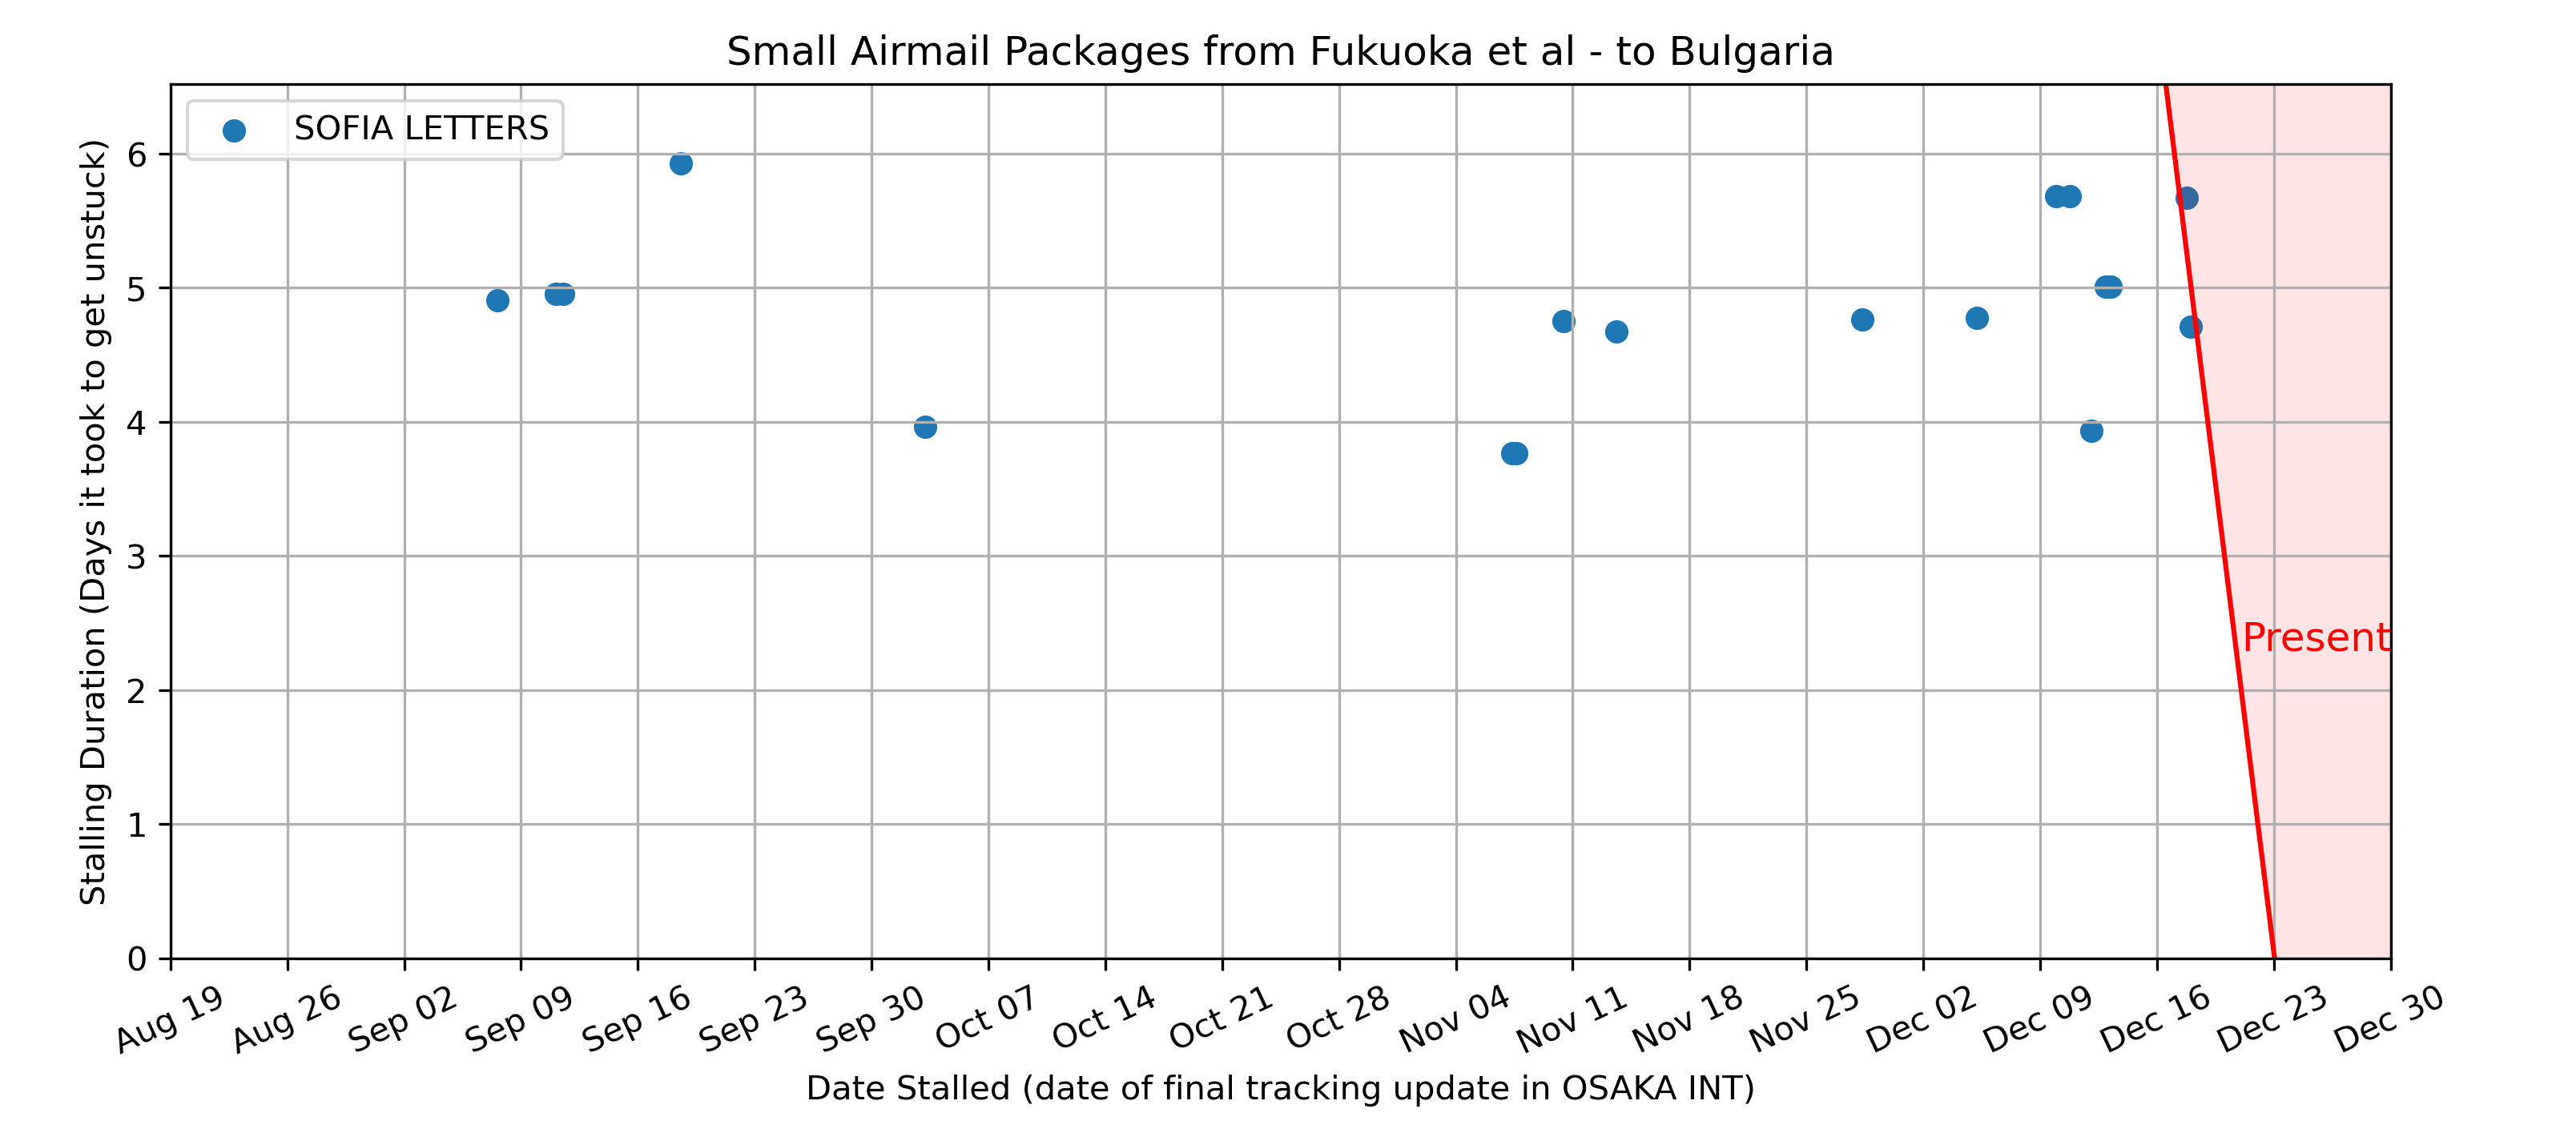 Small Airmail Packages from Fukuoka et al - to Bulgaria
SOFIA LETTERS
Stalling Duration (Days it took to get unstuck)
6
5
4
3
2
1
0
Present
Aug 19
Aug 26
Sep 02
Sep 09
Sep 16
Sep 23
Sep 30
Oct 07
Oct 14
Oct 21
Oct 28
Nov 04
Nov 11
Nov 18
Nov 25
Dec 02
Dec 09
Dec 16
Dec 23
Dec 30
Date Stalled (date of final tracking update in OSAKA INT)